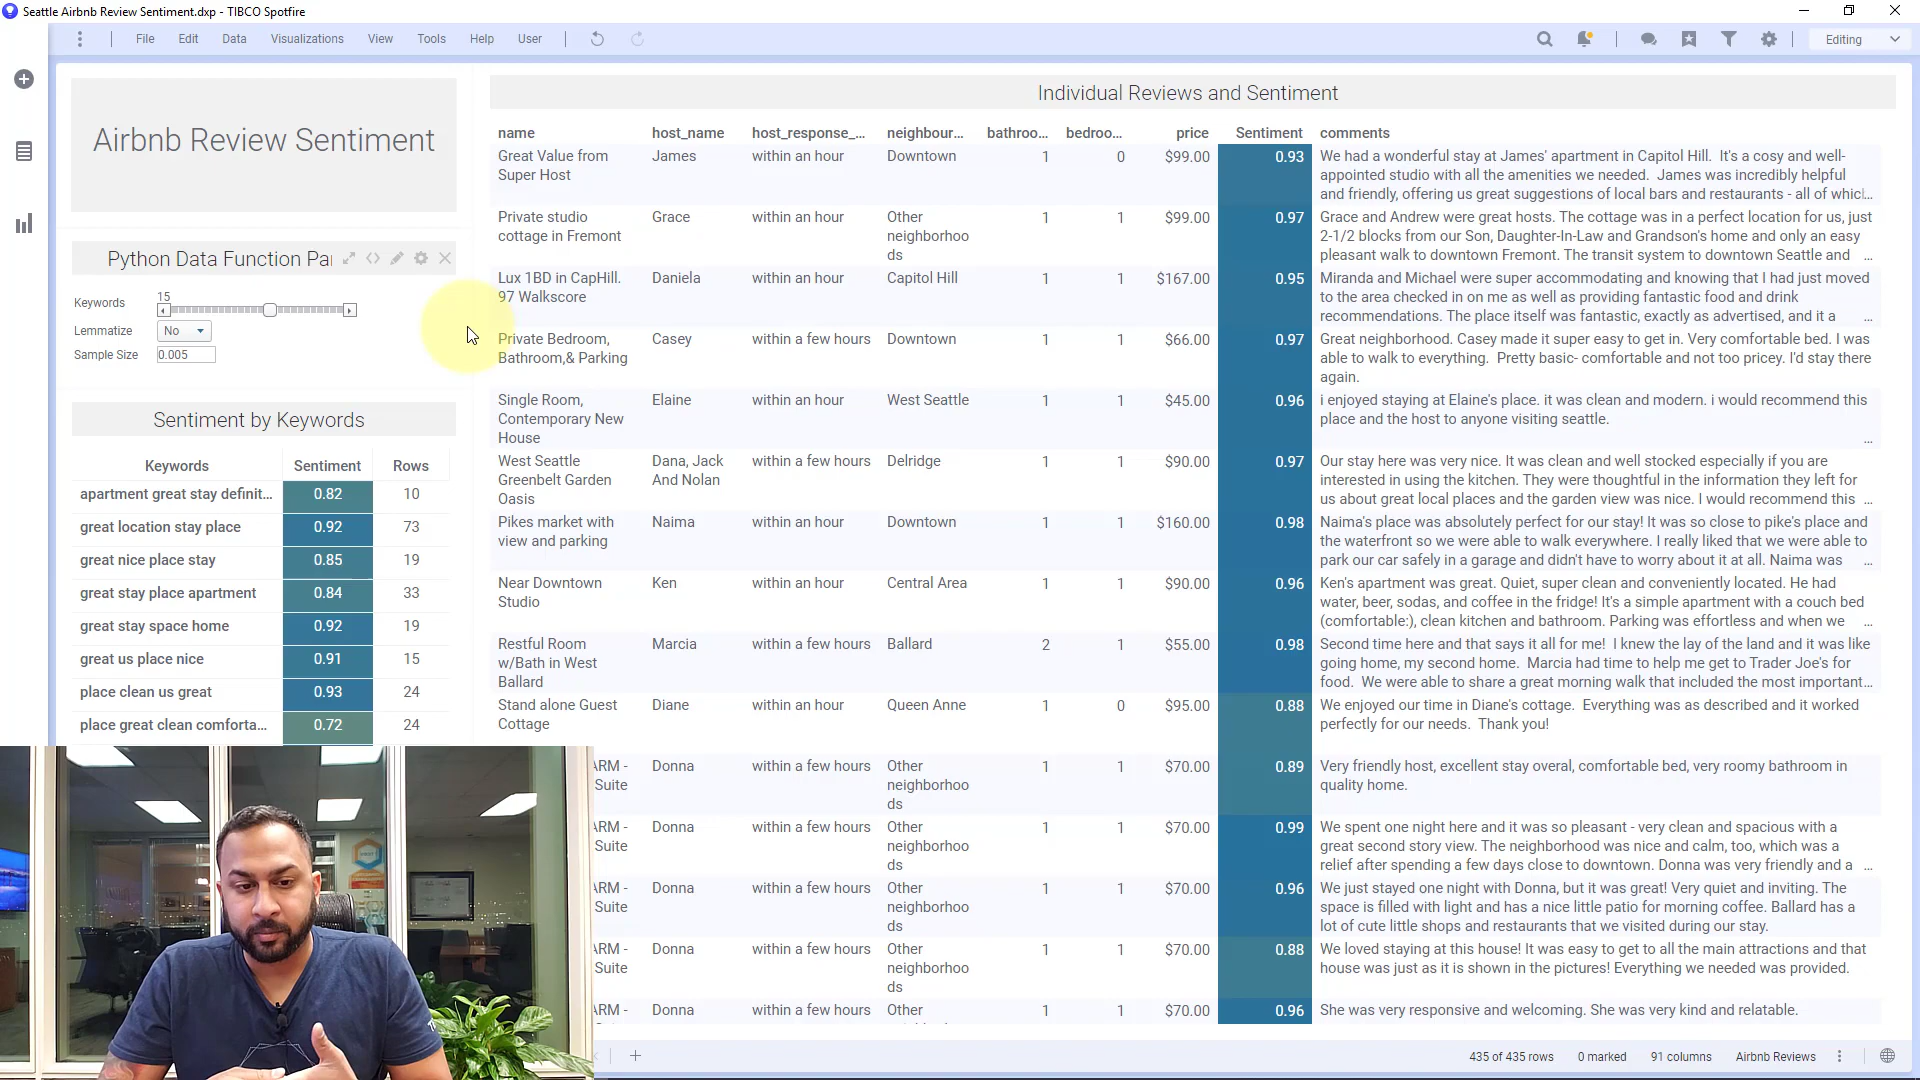 Seattle Airbnb Review Sentiment.dxp - TIBCO Spotfire
File Edit Data Visualizations View Tools Help User Editing
Airbnb Review Sentiment
Python Data Function Par
Keywords 15
Lemmatize No
Sample Size 0.005
Sentiment by Keywords
Keywords Sentiment Rows
apartment great stay definit... 0.82 10
great location stay place 0.92 73
great nice place stay 0.85 19
great stay place apartment 0.84 33
great stay space home 0.92 19
great us place nice 0.91 15
place clean us great 0.93 24
place great clean comforta... 0.72 24
Individual Reviews and Sentiment
name host_name host_response_... neighbour... bathroo... bedroo... price Sentiment comments
Great Value from James within an hour Downtown 1 0 $99.00 0.93 We had a wonderful stay at James' apartment in Capitol Hill. It's a cosy and well-
Super Host appointed studio with all the amenities we needed. James was incredibly helpful
and friendly, offering us great suggestions of local bars and restaurants - all of which...
Private studio Grace within an hour Other 1 1 $99.00 0.97 Grace and Andrew were great hosts. The cottage was in a perfect location for us, just
cottage in Fremont neighborhoo 2-1/2 blocks from our Son, Daughter-In-Law and Grandson's home and only an easy
ds pleasant walk to downtown Fremont. The transit system to downtown Seattle and ...
Lux 1BD in CapHill. Daniela within an hour Capitol Hill 1 1 $167.00 0.95 Miranda and Michael were super accommodating and knowing that I had just moved
97 Walkscore to the area checked in on me as well as providing fantastic food and drink
recommendations. The place itself was fantastic, exactly as advertised, and it a ...
Private Bedroom, Casey within a few hours Downtown 1 1 $66.00 0.97 Great neighborhood. Casey made it super easy to get in. Very comfortable bed. I was
Bathroom,& Parking able to walk to everything. Pretty basic- comfortable and not too pricey. I'd stay there
again.
Single Room, Elaine within an hour West Seattle 1 1 $45.00 0.96 i enjoyed staying at Elaine's place. it was clean and modern. i would recommend this
Contemporary New place and the host to anyone visiting seattle.
House ...
West Seattle Dana, Jack within a few hours Delridge 1 1 $90.00 0.97 Our stay here was very nice. It was clean and well stocked especially if you are
Greenbelt Garden And Nolan interested in using the kitchen. They were thoughtful in the information they left for
Oasis us about great local places and the garden view was nice. I would recommend this ...
Pikes market with Naima within an hour Downtown 1 1 $160.00 0.98 Naima's place was absolutely perfect for our stay! It was so close to pike's place and
view and parking the waterfront so we were able to walk everywhere. I really liked that we were able to
park our car safely in a garage and didn't have to worry about it at all. Naima was ...
Near Downtown Ken within an hour Central Area 1 1 $90.00 0.96 Ken's apartment was great. Quiet, super clean and conveniently located. He had
Studio water, beer, sodas, and coffee in the fridge! It's a simple apartment with a couch bed
(comfortable:), clean kitchen and bathroom. Parking was effortless and when we ...
Restful Room Marcia within a few hours Ballard 2 1 $55.00 0.98 Second time here and that says it all for me! I knew the lay of the land and it was like
w/Bath in West going home, my second home. Marcia had time to help me get to Trader Joe's for
Ballard food. We were able to share a great morning walk that included the most important...
Stand alone Guest Diane within an hour Queen Anne 1 0 $95.00 0.88 We enjoyed our time in Diane's cottage. Everything was as described and it worked
Cottage perfectly for our needs. Thank you!
ARM - Donna within a few hours Other 1 1 $70.00 0.89 Very friendly host, excellent stay overal, comfortable bed, very roomy bathroom in
Suite neighborhoo quality home.
ds
ARM - Donna within a few hours Other 1 1 $70.00 0.99 We spent one night here and it was so pleasant - very clean and spacious with a
Suite neighborhoo great second story view. The neighborhood was nice and calm, too, which was a
ds relief after spending a few days close to downtown. Donna was very friendly and a ...
ARM - Donna within a few hours Other 1 1 $70.00 0.96 We just stayed one night with Donna, but it was great! Very quiet and inviting. The
Suite neighborhoo space is filled with light and has a nice little patio for morning coffee. Ballard has a
ds lot of cute little shops and restaurants that we visited during our stay.
ARM - Donna within a few hours Other 1 1 $70.00 0.88 We loved staying at this house! It was easy to get to all the main attractions and that
Suite neighborhoo house was just as it is shown in the pictures! Everything we needed was provided.
ds
ARM - Donna within a few hours Other 1 1 $70.00 0.96 She was very responsive and welcoming. She was very kind and relatable.
435 of 435 rows 0 marked 91 columns Airbnb Reviews